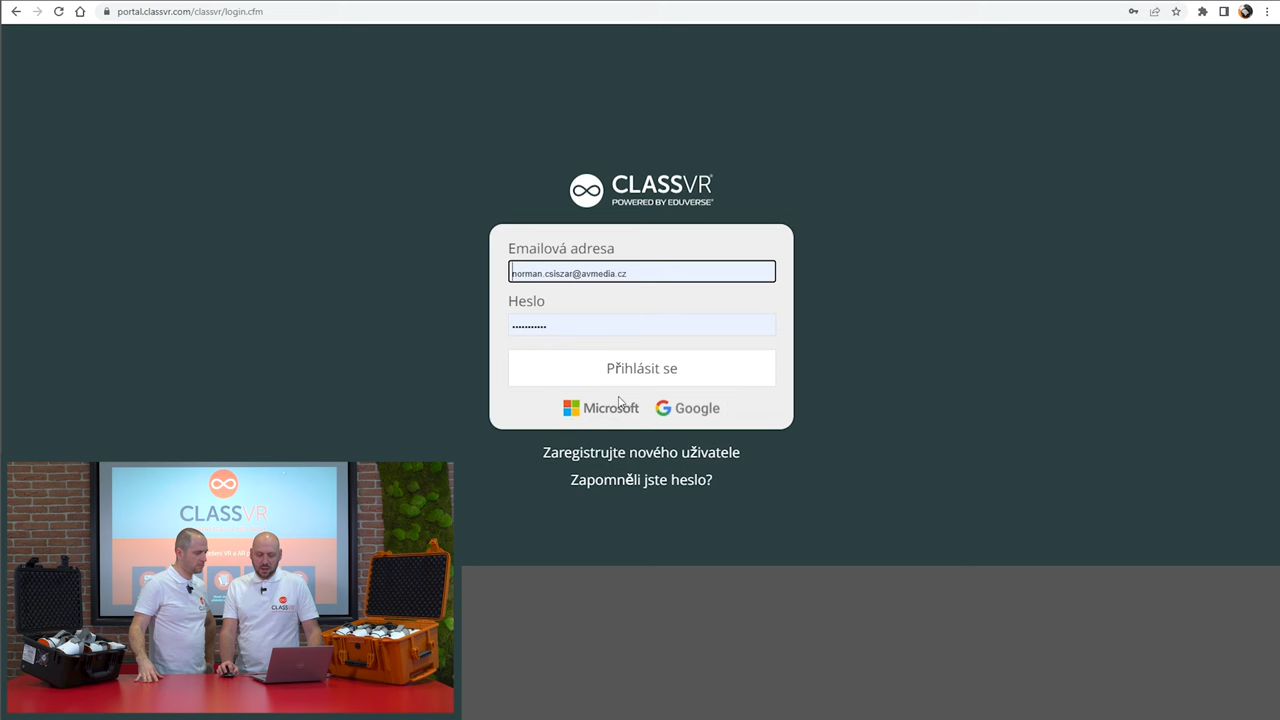 portal.classvr.com/classvr/login.cfm
CLASSVR
POWERED BY EDUVERSE
Emailová adresa
norman.csiszar@avmedia.cz
Heslo
Přihlásit se
Microsoft
Google
Zaregistrujte nového uživatele
Zapomněli jste heslo?
CLASSVR
CLASSVR